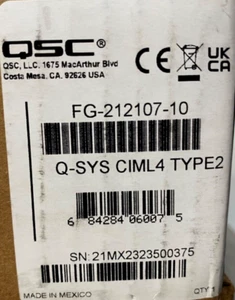 QSC®
QSC, L.C. 1675 MacArthur Blvd
Costa Mesa, CA. 92626 USA
CE
UK
CA
FG-212107-10
Q-SYS CIML4 TYPE2
6 84284 06007 5
SN:21MX2323500375
MADE IN MEXICO
QTY 1